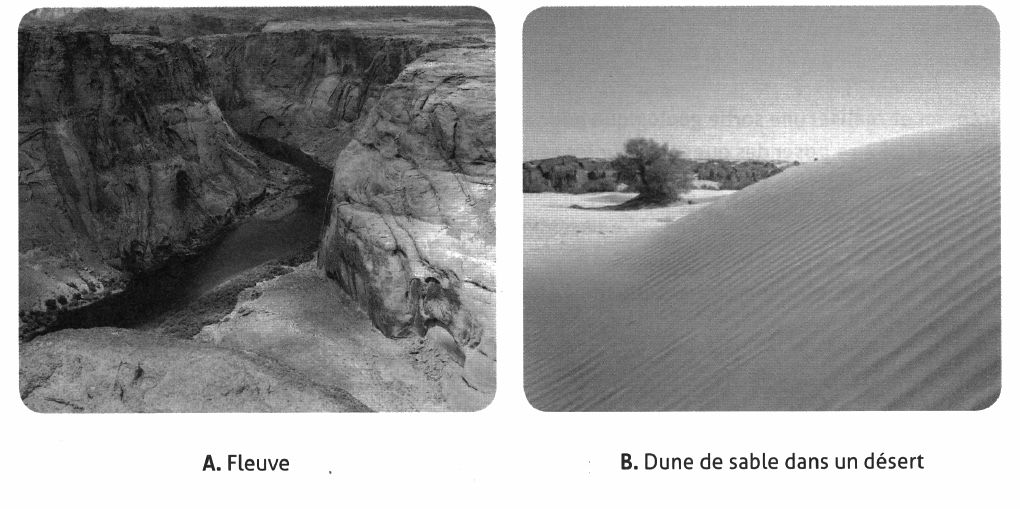 A. Fleuve
B. Dune de sable dans un désert